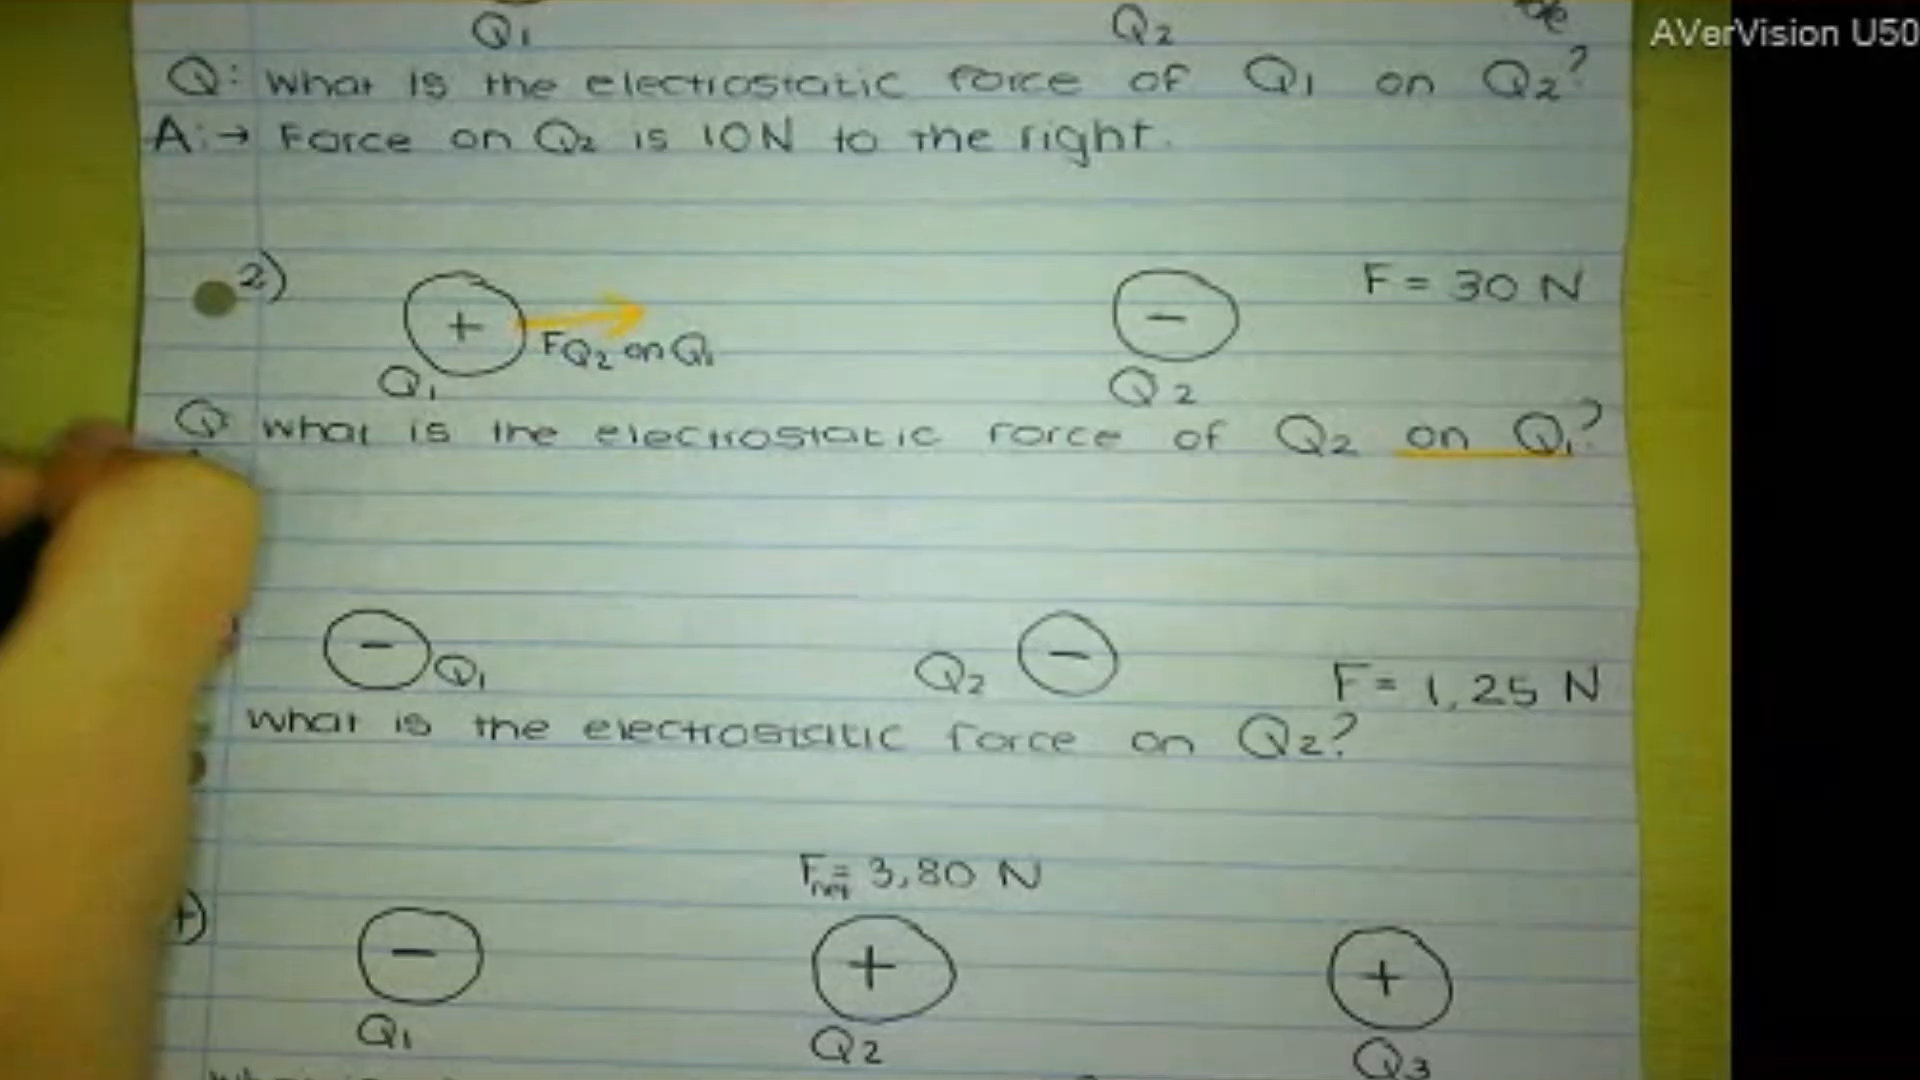 AVerVision U50
Q1 Q2
Q: What is the electrostatic force of Q1 on Q2?
A: → Force on Q2 is 10N to the right.
2) + - F = 30 N
FQ2 on Q1
Q1 Q2
Q What is the electrostatic force of Q2 on Q1?
- Q1 Q2 - F = 1,25 N
What is the electrostatic force on Q2?
Fnet = 3,80 N
- + +
Q1 Q2 Q3